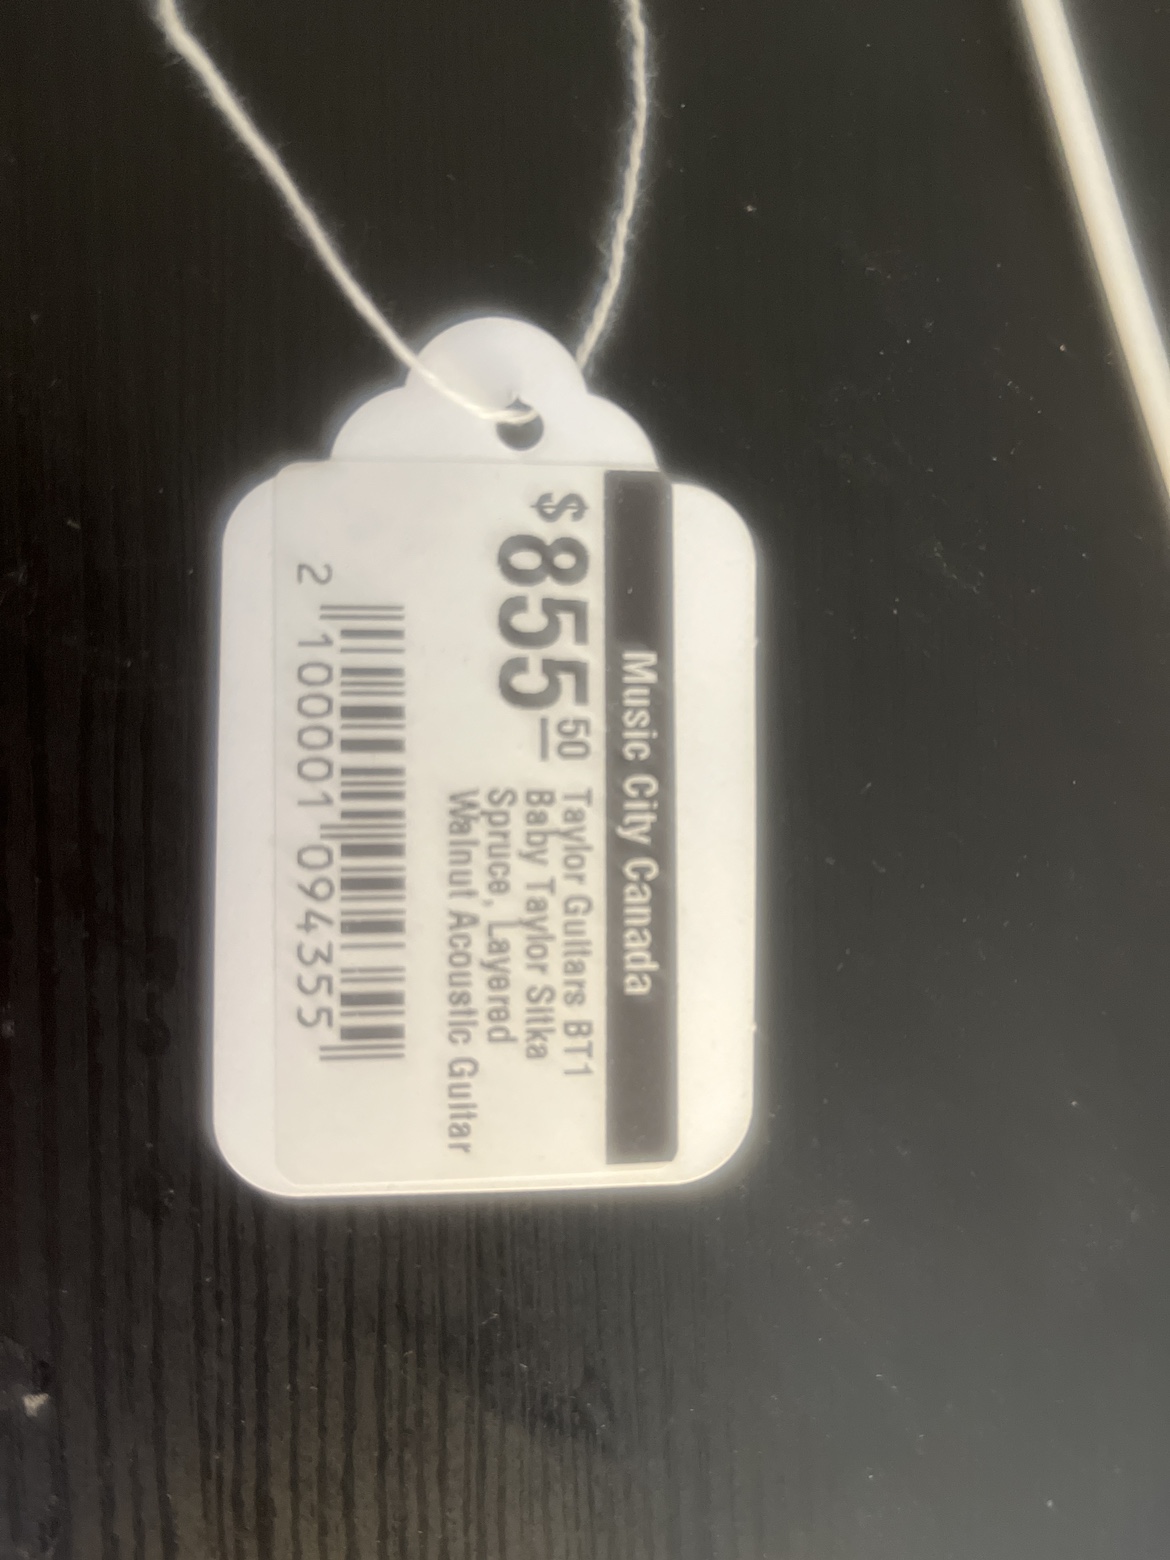 Music City Canada
$855.50
Taylor Guitars BT1
Baby Taylor Sitka
Spruce, Layered
Walnut Acoustic Guitar
2 100001 094355